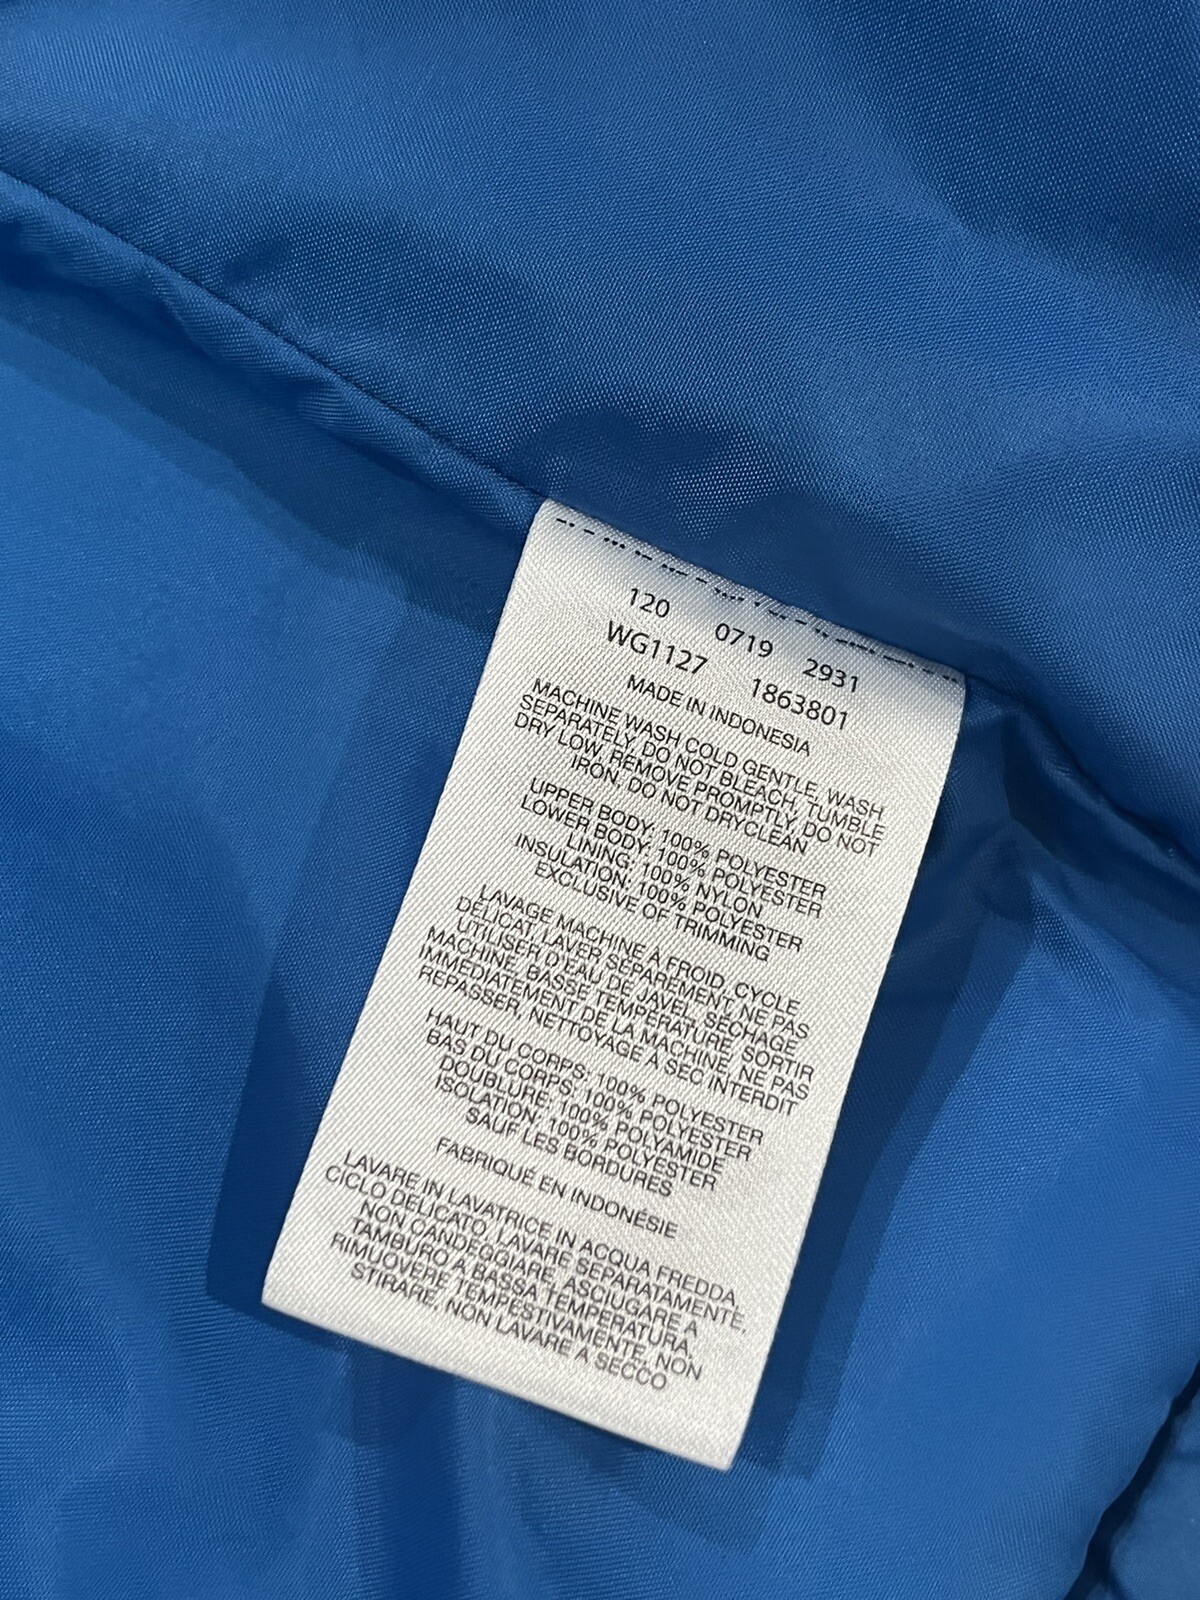 120 0719 2931
WG1127 1863801
MADE IN INDONESIA
MACHINE WASH COLD GENTLE, WASH
SEPARATELY, DO NOT BLEACH, TUMBLE
DRY LOW, REMOVE PROMPTLY, DO NOT
IRON, DO NOT DRYCLEAN
UPPER BODY: 100% POLYESTER
LOWER BODY: 100% POLYESTER
LINING: 100% NYLON
INSULATION: 100% POLYESTER
EXCLUSIVE OF TRIMMING
LAVAGE MACHINE À FROID, CYCLE
DÉLICAT, LAVER SÉPARÉMENT, NE PAS
UTILISER D'EAU DE JAVEL, SÉCHAGE
MACHINE, BASSE TEMPÉRATURE, SORTIR
IMMÉDIATEMENT DE LA MACHINE, NE PAS
REPASSER, NETTOYAGE À SEC INTERDIT
HAUT DU CORPS: 100% POLYESTER
BAS DU CORPS: 100% POLYESTER
DOUBLURE: 100% POLYAMIDE
ISOLATION: 100% POLYESTER
SAUF LES BORDURES
FABRIQUÉ EN INDONÉSIE
LAVARE IN LAVATRICE IN ACQUA FREDDA,
CICLO DELICATO, LAVARE SEPARATAMENTE,
NON CANDEGGIARE, ASCIUGARE A
TAMBURO A BASSA TEMPERATURA,
RIMUOVERE TEMPESTIVAMENTE, NON
STIRARE, NON LAVARE A SECCO